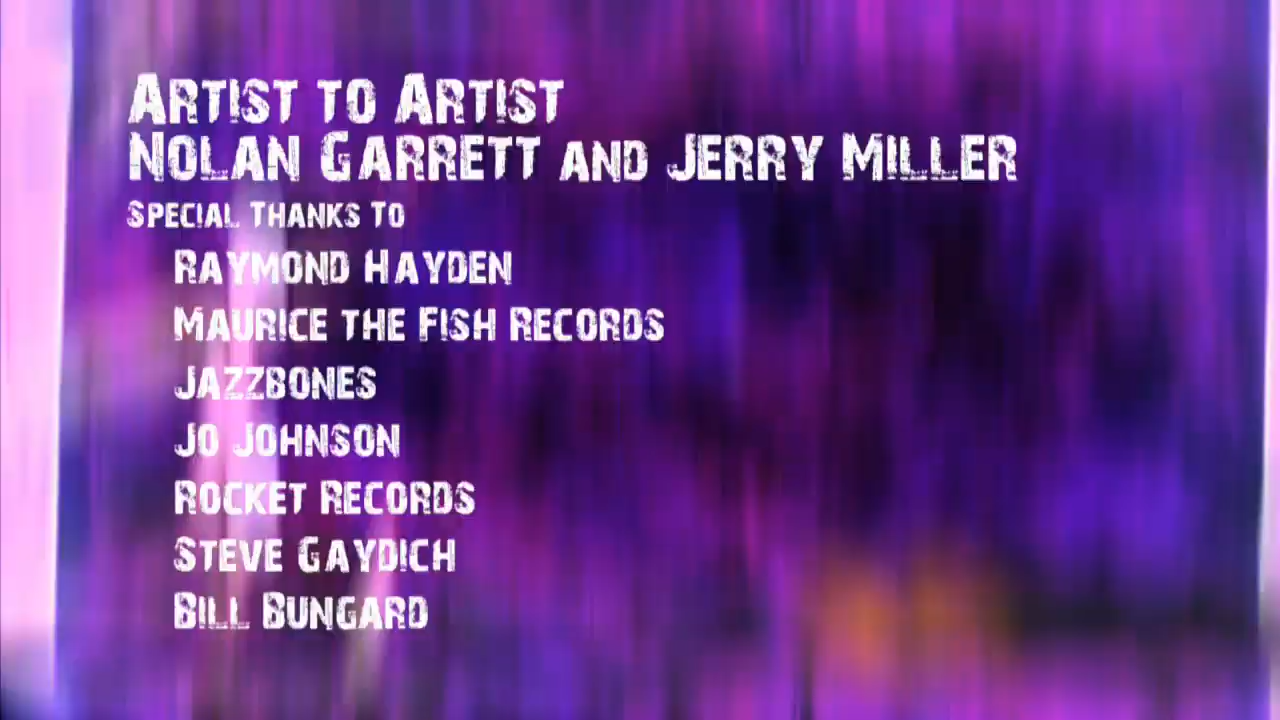 Artist to Artist
Nolan Garrett and Jerry Miller
Special Thanks To
Raymond Hayden
Maurice the Fish Records
Jazzbones
Jo Johnson
Rocket Records
Steve Gaydich
Bill Bungard